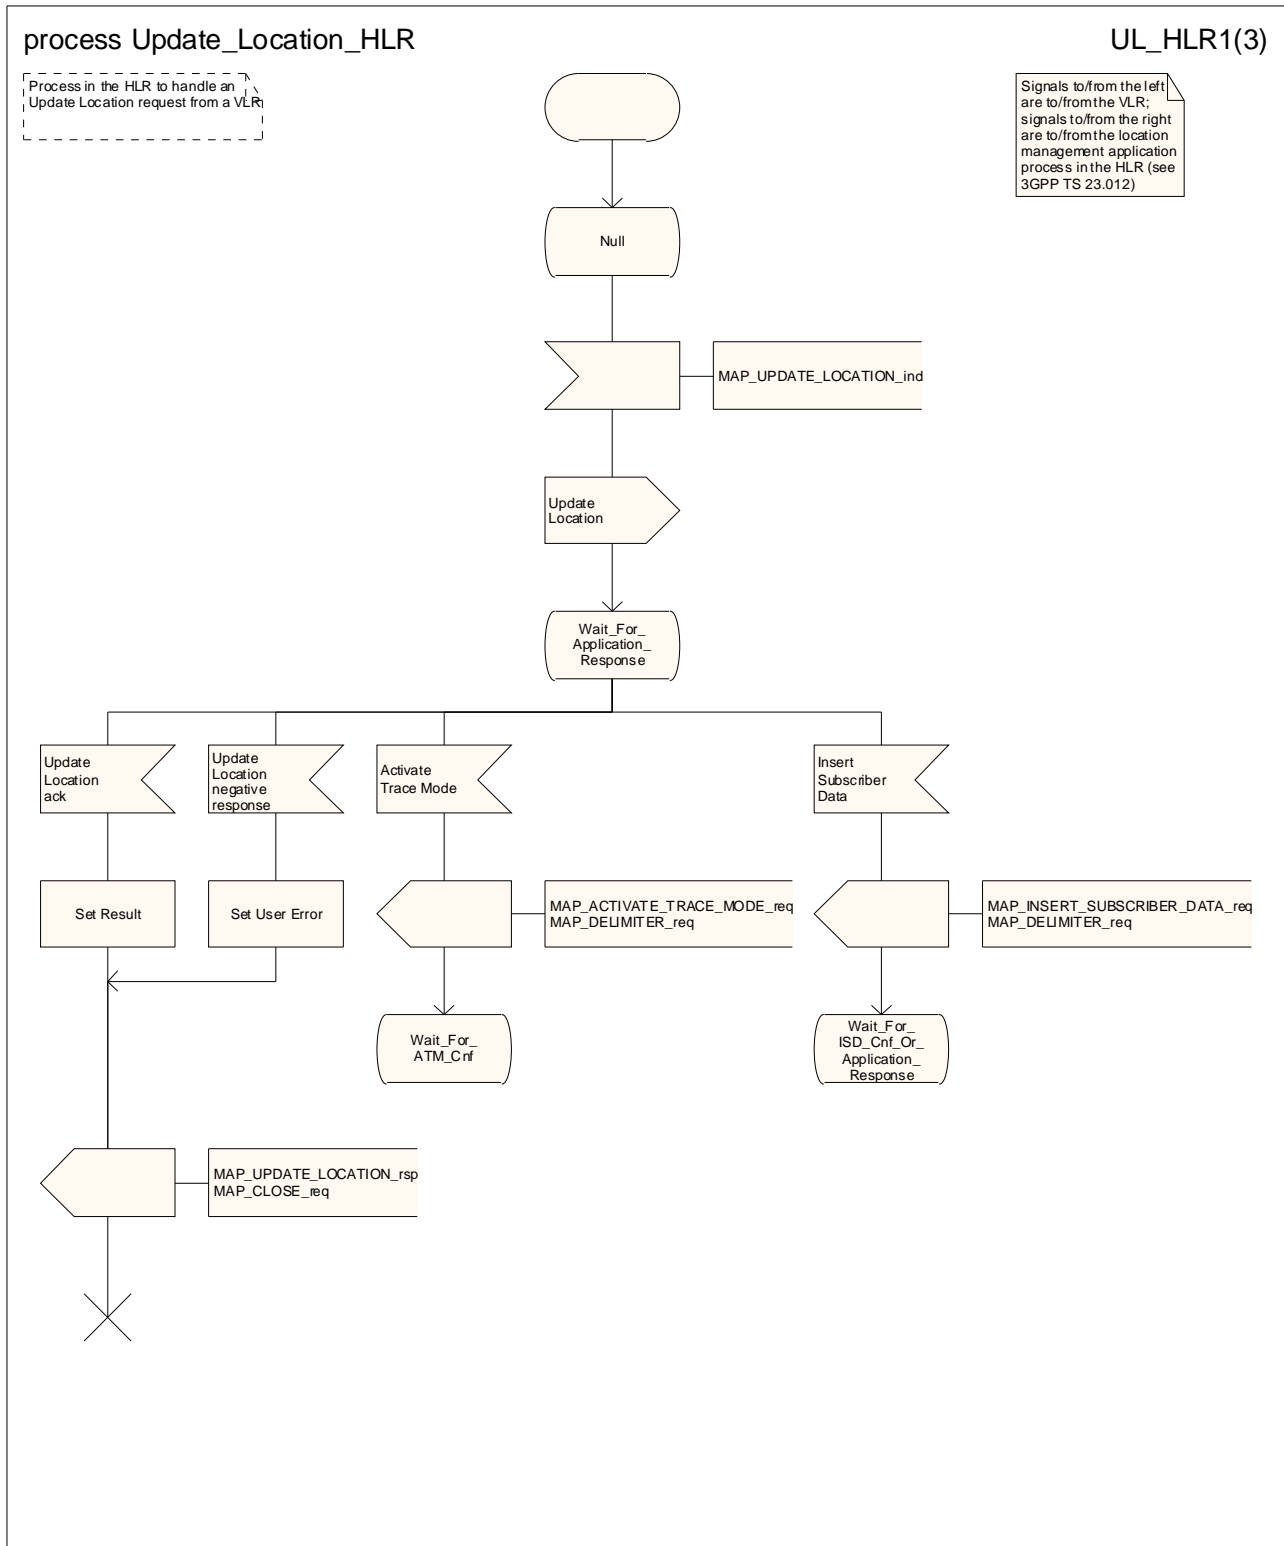 process Update_Location_HLR
UL_HLR1(3)
Process in the HLR to handle an
Update Location request from a VLR
Signals to/from the left
are to/from the VLR;
signals to/from the right
are to/from the location
management application
process in the HLR (see
3GPP TS 23.012)
Null
MAP_UPDATE_LOCATION_ind
Update
Location
Wait_For_
Application_
Response
Update
Location
ack
Update
Location
negative
response
Activate
Trace Mode
Insert
Subscriber
Data
Set Result
Set User Error
MAP_ACTIVATE_TRACE_MODE_req
MAP_DELIMITER_req
MAP_INSERT_SUBSCRIBER_DATA_req
MAP_DELIMITER_req
Wait_For_
ATM_Cnf
Wait_For_
ISD_Cnf_Or_
Application_
Response
MAP_UPDATE_LOCATION_rsp
MAP_CLOSE_req